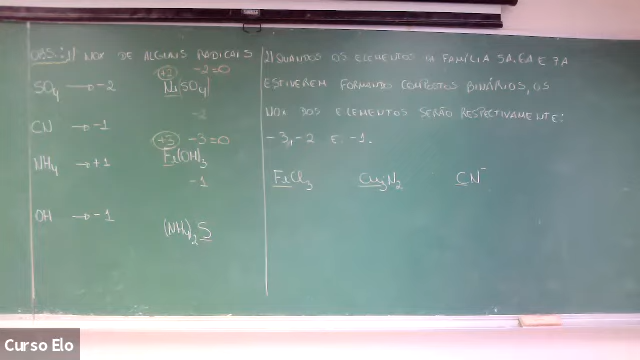 OBS: 1) NOX DE ALGUNS RADICAIS
SO4 → -2
CN → -1
NH4 → +1
OH → -1
+2 -2=0
Ni|SO4|
-2
+3 -3=0
Fe(OH)3
-1
(NH4)2S
2) QUANDOS OS ELEMENTOS DA FAMÍLIA 5A, 6A E 7A
ESTIVEREM FORMANDO COMPOSTOS BINÁRIOS, OS
NOX DOS ELEMENTOS SERÃO RESPECTIVAMENTE:
-3, -2 E -1.
FeCl3 Cu3N2 CN-
Curso Elo